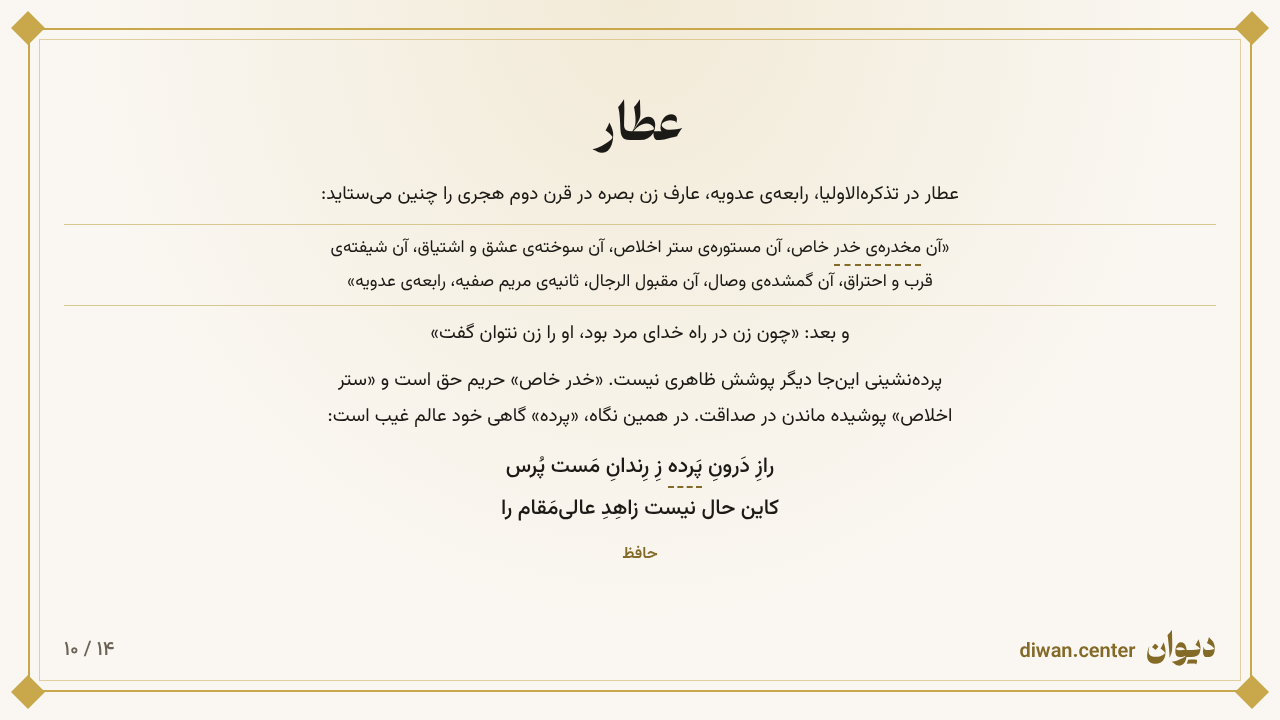 عطار
عطار در تذکره‌الاولیا، رابعه‌ی عدویه، عارف زن بصره در قرن دوم هجری را چنین می‌ستاید:
«آن مخدره‌ی خدر خاص، آن مستوره‌ی ستر اخلاص، آن سوخته‌ی عشق و اشتیاق، آن شیفته‌ی
قرب و احتراق، آن گمشده‌ی وصال، آن مقبول الرجال، ثانیه‌ی مریم صفیه، رابعه‌ی عدویه»
و بعد: «چون زن در راه خدای مرد بود، او را زن نتوان گفت»
پرده‌نشینی این‌جا دیگر پوشش ظاهری نیست. «خدر خاص» حریم حق است و «ستر
اخلاص» پوشیده ماندن در صداقت. در همین نگاه، «پرده» گاهی خود عالم غیب است:
رازِ دَرونِ پَرده زِ رِندانِ مَست پُرس
کاین حال نیست زاهِدِ عالی‌مَقام را
حافظ
دیوان diwan.center
۱۰ / ۱۴